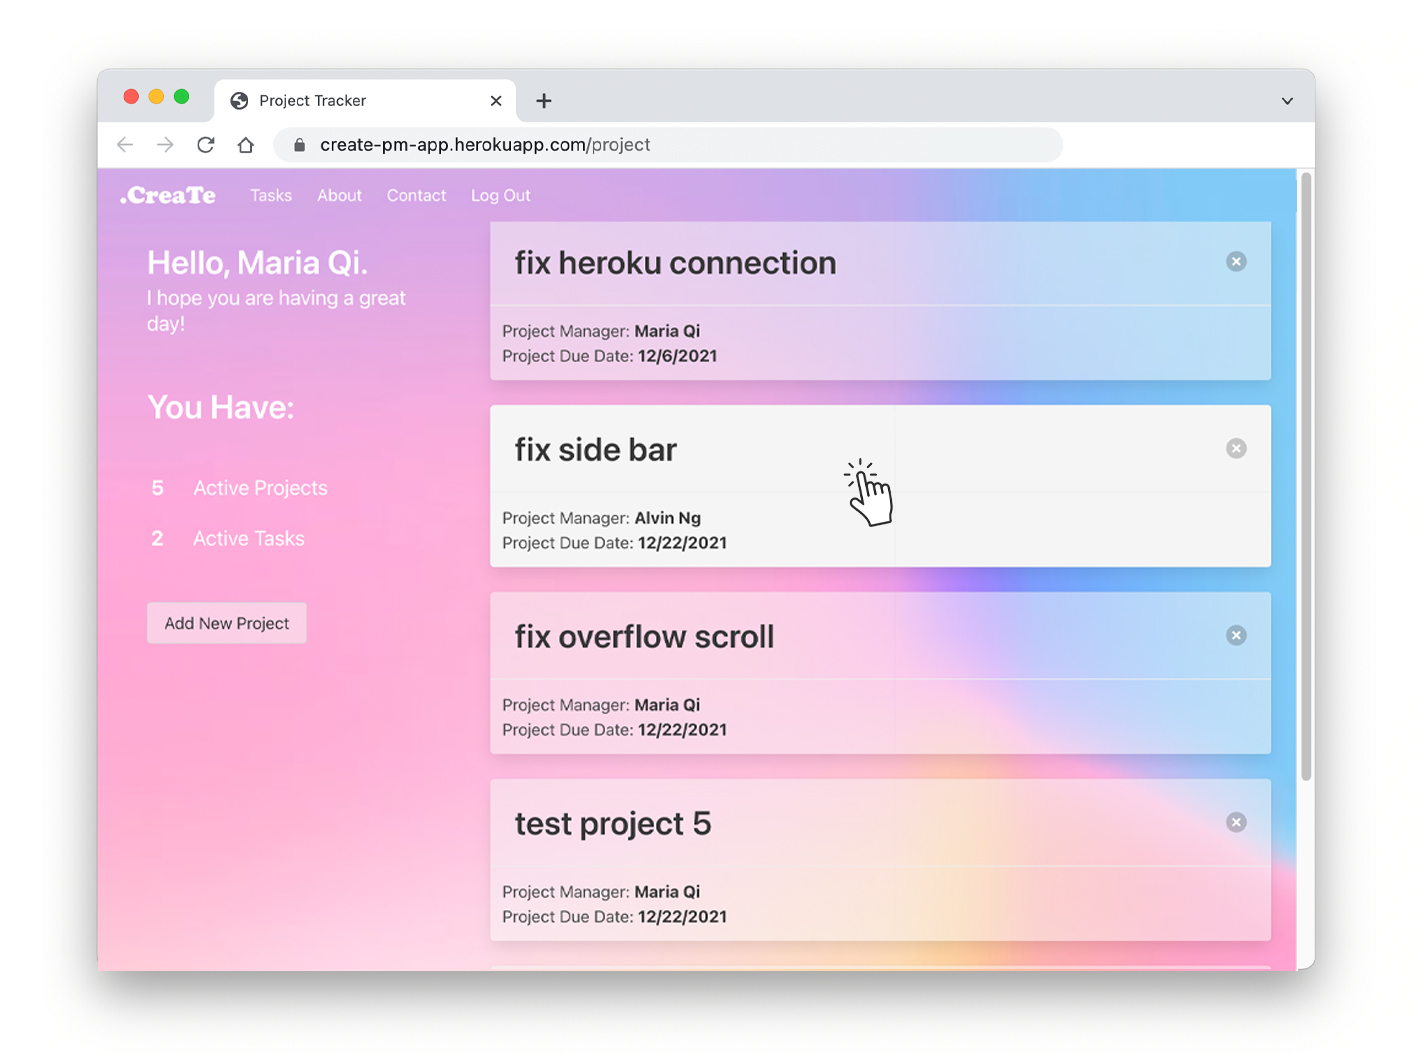 Project Tracker
create-pm-app.herokuapp.com/project
.CreaTe Tasks About Contact Log Out
Hello, Maria Qi.
I hope you are having a great
day!
You Have:
5 Active Projects
2 Active Tasks
Add New Project
fix heroku connection
Project Manager: Maria Qi
Project Due Date: 12/6/2021
fix side bar
Project Manager: Alvin Ng
Project Due Date: 12/22/2021
fix overflow scroll
Project Manager: Maria Qi
Project Due Date: 12/22/2021
test project 5
Project Manager: Maria Qi
Project Due Date: 12/22/2021